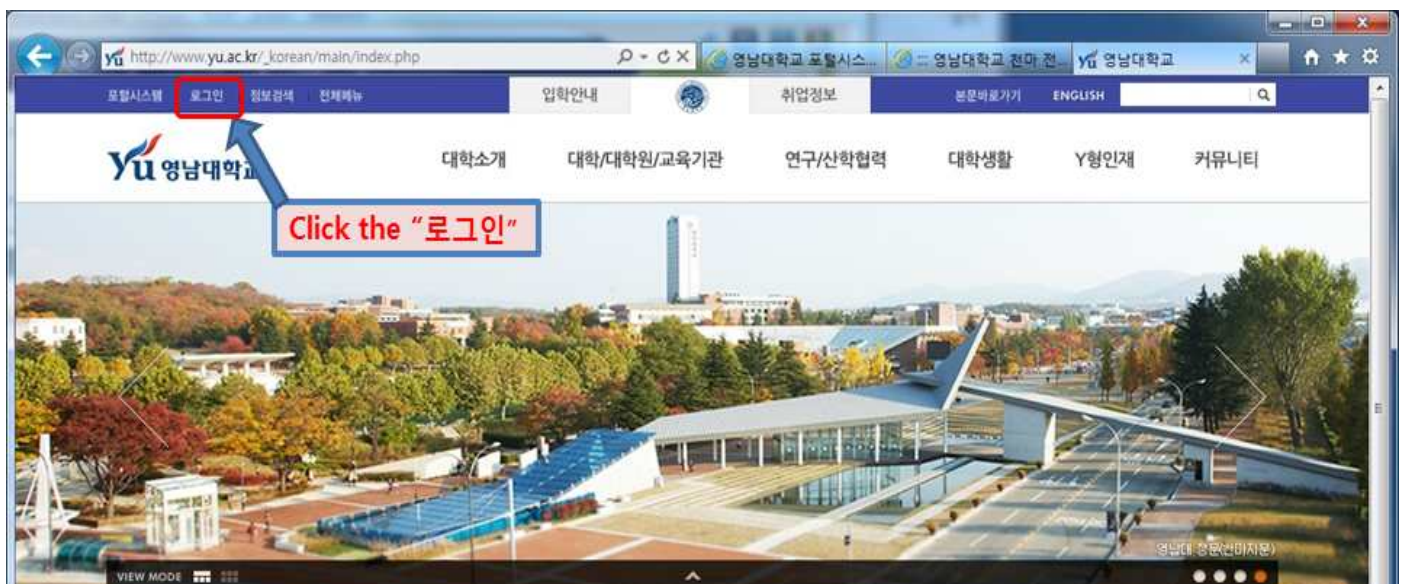 http://www.yu.ac.kr/_korean/main/index.php
영남대학교 포털시스...
::: 영남대학교 천마 전...
영남대학교
포털시스템 로그인 정보검색 전체메뉴 입학안내 취업정보 본문바로가기 ENGLISH
yu 영남대학교 대학소개 대학/대학원/교육기관 연구/산학협력 대학생활 Y형인재 커뮤니티
Click the “로그인”
VIEW MODE